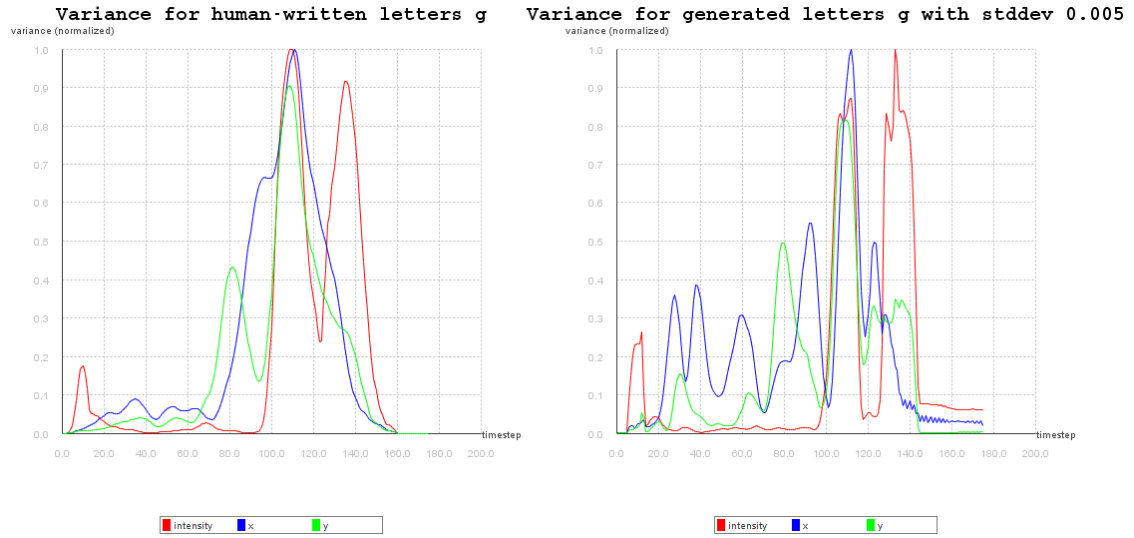 Variance for human-written letters g
variance (normalized)
1.0
0.9
0.8
0.7
0.6
0.5
0.4
0.3
0.2
0.1
0.0
timestep
0.0 20.0 40.0 60.0 80.0 100.0 120.0 140.0 160.0 180.0 200.0
intensity x y
Variance for generated letters g with stddev 0.005
variance (normalized)
1.0
0.9
0.8
0.7
0.6
0.5
0.4
0.3
0.2
0.1
0.0
timestep
0.0 20.0 40.0 60.0 80.0 100.0 120.0 140.0 160.0 180.0 200.0
intensity x y